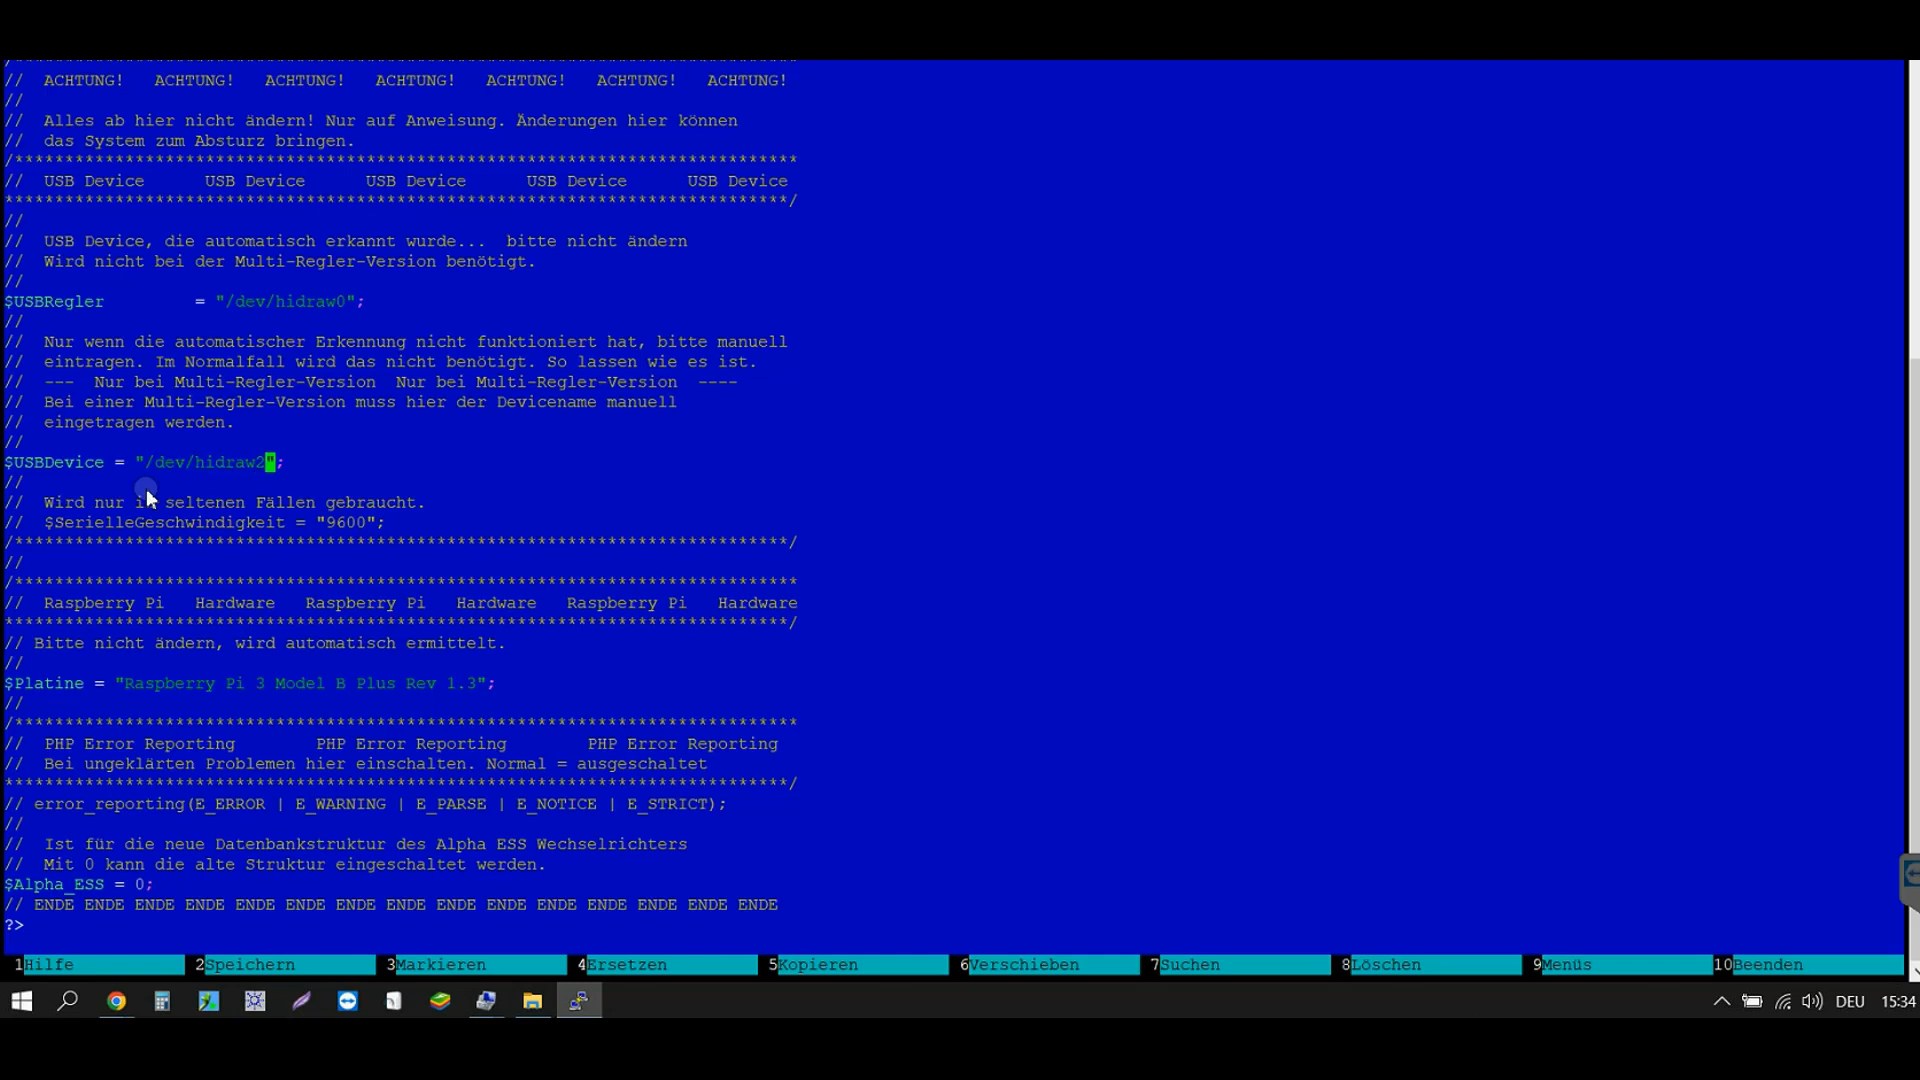 /*******************************************************************************
//  ACHTUNG!   ACHTUNG!   ACHTUNG!   ACHTUNG!   ACHTUNG!   ACHTUNG!   ACHTUNG!
//
//  Alles ab hier nicht ändern! Nur auf Anweisung. Änderungen hier können
//  das System zum Absturz bringen.
/******************************************************************************
//  USB Device      USB Device      USB Device      USB Device      USB Device
******************************************************************************/
//
//  USB Device, die automatisch erkannt wurde...  bitte nicht ändern
//  Wird nicht bei der Multi-Regler-Version benötigt.
//
$USBRegler         = "/dev/hidraw0";
//
//  Nur wenn die automatischer Erkennung nicht funktioniert hat, bitte manuell
//  eintragen. Im Normalfall wird das nicht benötigt. So lassen wie es ist.
//  ---  Nur bei Multi-Regler-Version  Nur bei Multi-Regler-Version  ----
//  Bei einer Multi-Regler-Version muss hier der Devicename manuell
//  eingetragen werden.
//
$USBDevice = "/dev/hidraw2";
//
//  Wird nur in seltenen Fällen gebraucht.
//  $SerielleGeschwindigkeit = "9600";
/*****************************************************************************/
//
/******************************************************************************
//  Raspberry Pi   Hardware   Raspberry Pi   Hardware   Raspberry Pi   Hardware
******************************************************************************/
// Bitte nicht ändern, wird automatisch ermittelt.
//
$Platine = "Raspberry Pi 3 Model B Plus Rev 1.3";
//
/******************************************************************************
//  PHP Error Reporting        PHP Error Reporting        PHP Error Reporting
//  Bei ungeklärten Problemen hier einschalten. Normal = ausgeschaltet
******************************************************************************/
// error_reporting(E_ERROR | E_WARNING | E_PARSE | E_NOTICE | E_STRICT);
//
//  Ist für die neue Datenbankstruktur des Alpha ESS Wechselrichters
//  Mit 0 kann die alte Struktur eingeschaltet werden.
$Alpha_ESS = 0;
// ENDE ENDE ENDE ENDE ENDE ENDE ENDE ENDE ENDE ENDE ENDE ENDE ENDE ENDE ENDE
?>
1Hilfe 2Speichern 3Markieren 4Ersetzen 5Kopieren 6Verschieben 7Suchen 8Löschen 9Menüs 10Beenden
DEU 15:34